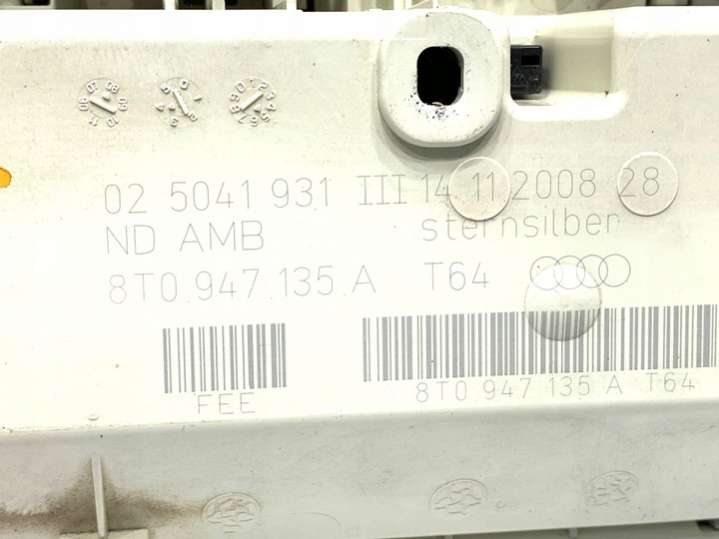 02 5041 931 III 14.11.2008 28
ND AMB sternsilber
8T0.947.135.A T64
FEE
8T0 947 135 A T64